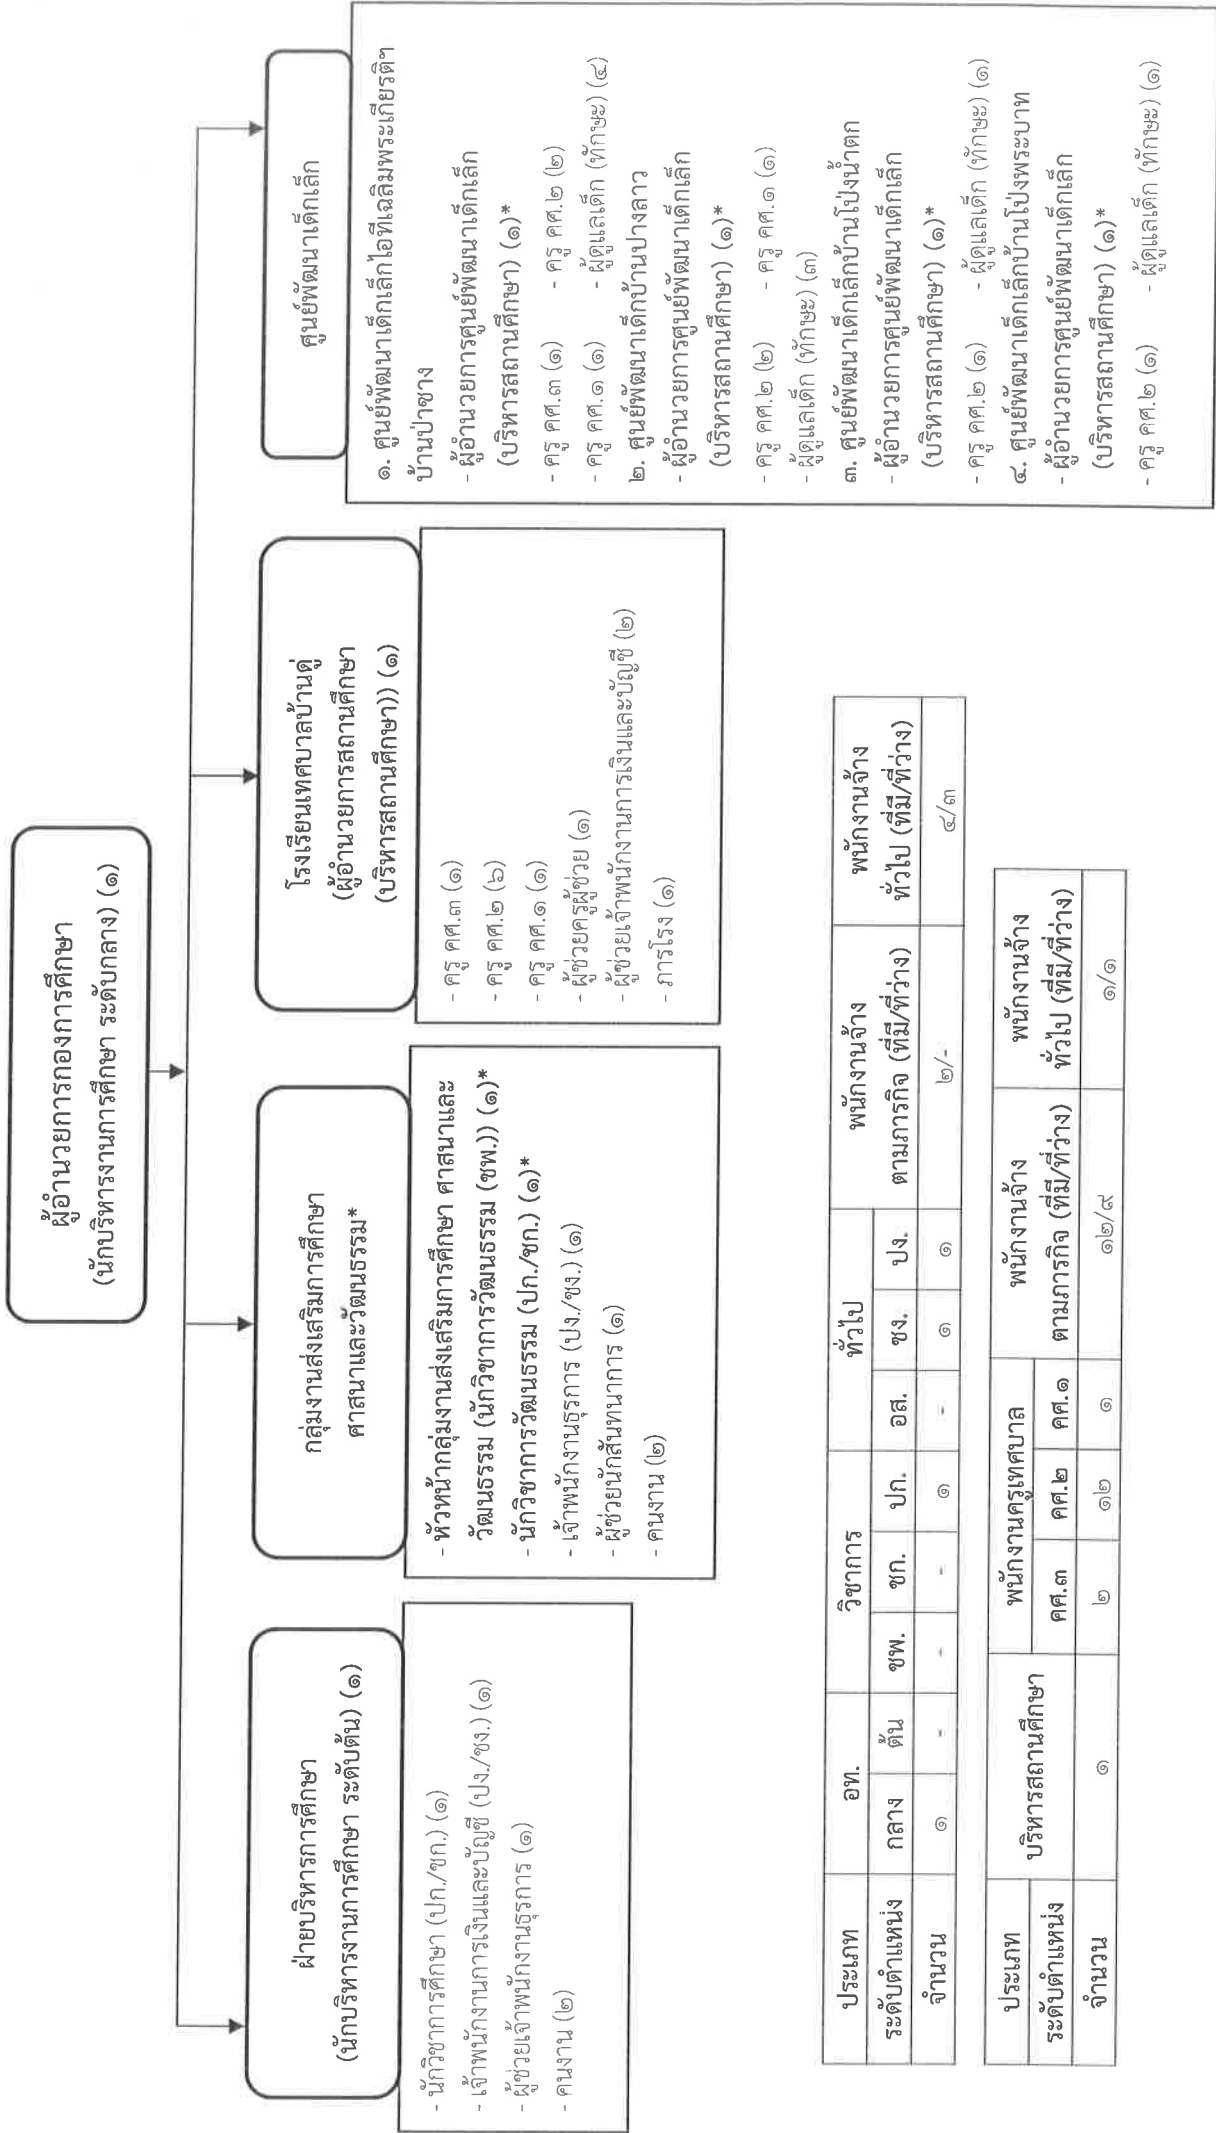 ผู้อำนวยการกองการศึกษา
(นักบริหารงานการศึกษา ระดับกลาง) (๑)
ฝ่ายบริหารการศึกษา
(นักบริหารงานการศึกษา ระดับต้น) (๑)
- นักวิชาการศึกษา (ปก./ชก.) (๑)
- เจ้าพนักงานการเงินและบัญชี (ปง./ชง.) (๑)
- ผู้ช่วยเจ้าพนักงานธุรการ (๑)
- คนงาน (๒)
กลุ่มงานส่งเสริมการศึกษา
ศาสนาและวัฒนธรรม*
- หัวหน้ากลุ่มงานส่งเสริมการศึกษา ศาสนาและ
วัฒนธรรม (นักวิชาการวัฒนธรรม (ชพ.)) (๑)*
- นักวิชาการวัฒนธรรม (ปก./ชก.) (๑)*
- เจ้าพนักงานธุรการ (ปง./ชง.) (๑)
- ผู้ช่วยนักสันทนาการ (๑)
- คนงาน (๒)
โรงเรียนเทศบาลบ้านดู่
(ผู้อำนวยการสถานศึกษา
(บริหารสถานศึกษา)) (๑)
- ครู คศ.๓ (๑)
- ครู คศ.๒ (๖)
- ครู คศ.๑ (๑)
- ผู้ช่วยครูผู้ช่วย (๑)
- ผู้ช่วยเจ้าพนักงานการเงินและบัญชี (๒)
- ภารโรง (๑)
ศูนย์พัฒนาเด็กเล็ก
๑. ศูนย์พัฒนาเด็กเล็กไอทีเฉลิมพระเกียรติฯ
บ้านป่าซาง
- ผู้อำนวยการศูนย์พัฒนาเด็กเล็ก
(บริหารสถานศึกษา) (๑)*
- ครู คศ.๓ (๑) - ครู คศ.๒ (๒)
- ครู คศ.๑ (๑) - ผู้ดูแลเด็ก (ทักษะ) (๔)
๒. ศูนย์พัฒนาเด็กบ้านปางลาว
- ผู้อำนวยการศูนย์พัฒนาเด็กเล็ก
(บริหารสถานศึกษา) (๑)*
- ครู คศ.๒ (๒) - ครู คศ.๑ (๑)
- ผู้ดูแลเด็ก (ทักษะ) (๓)
๓. ศูนย์พัฒนาเด็กเล็กบ้านโป่งน้ำตก
- ผู้อำนวยการศูนย์พัฒนาเด็กเล็ก
(บริหารสถานศึกษา) (๑)*
- ครู คศ.๒ (๑) - ผู้ดูแลเด็ก (ทักษะ) (๑)
๔. ศูนย์พัฒนาเด็กเล็กบ้านโป่งพระบาท
- ผู้อำนวยการศูนย์พัฒนาเด็กเล็ก
(บริหารสถานศึกษา) (๑)*
- ครู คศ.๒ (๑) - ผู้ดูแลเด็ก (ทักษะ) (๑)
ประเภท อท. วิชาการ ทั่วไป พนักงานจ้าง พนักงานจ้าง
ระดับตำแหน่ง กลาง ต้น ชพ. ชก. ปก. อส. ชง. ปง. ตามภารกิจ (ที่มี/ที่ว่าง) ทั่วไป (ที่มี/ที่ว่าง)
จำนวน ๑ - - - ๑ - ๑ ๑ ๒/- ๔/๓
ประเภท บริหารสถานศึกษา พนักงานครูเทศบาล พนักงานจ้าง พนักงานจ้าง
ระดับตำแหน่ง คศ.๓ คศ.๒ คศ.๑ ตามภารกิจ (ที่มี/ที่ว่าง) ทั่วไป (ที่มี/ที่ว่าง)
จำนวน ๑ ๒ ๑๒ ๑ ๑๒/๙ ๑/๑